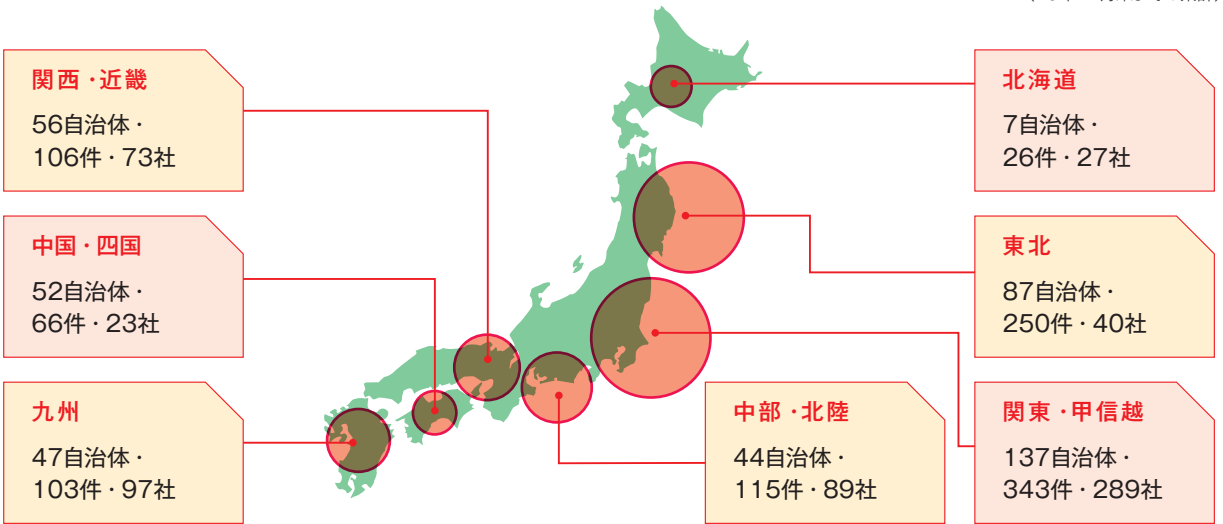 関西・近畿
56自治体・
106件・73社
中国・四国
52自治体・
66件・23社
九州
47自治体・
103件・97社
北海道
7自治体・
26件・27社
東北
87自治体・
250件・40社
中部・北陸
44自治体・
115件・89社
関東・甲信越
137自治体・
343件・289社